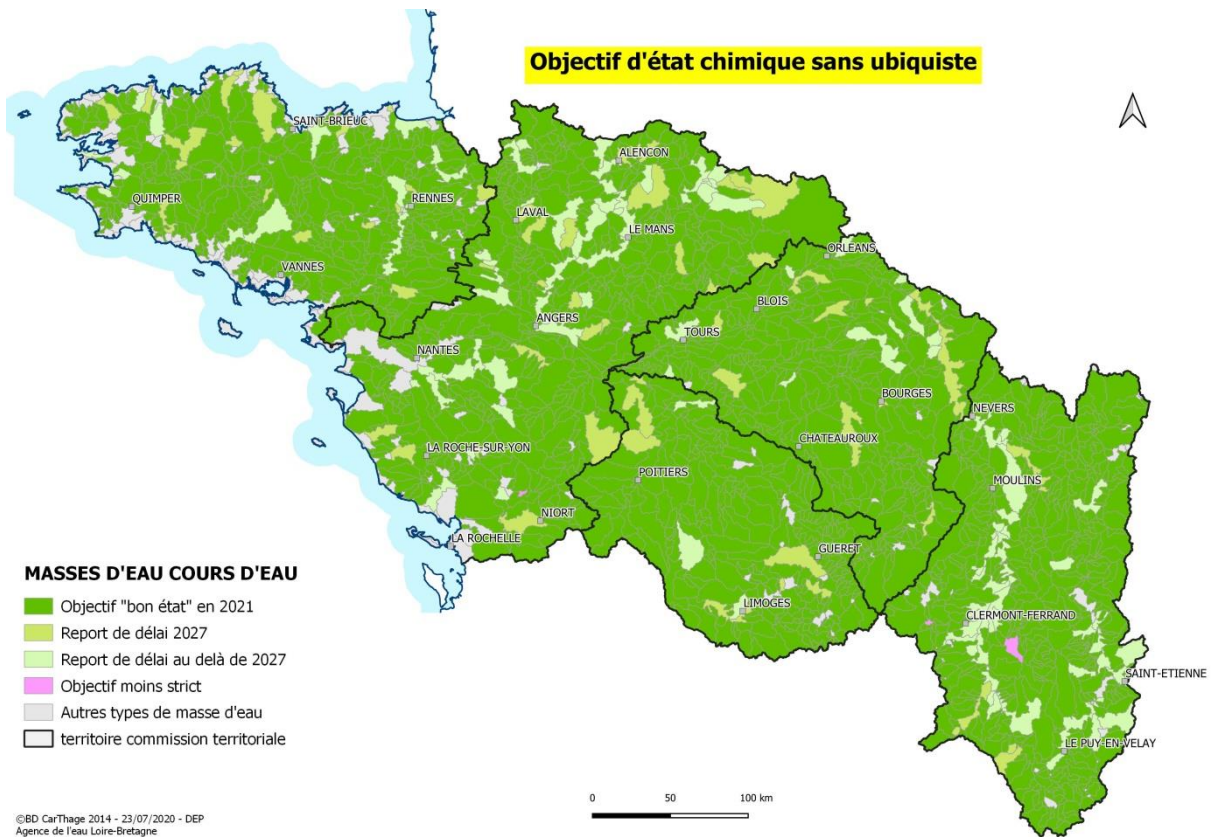 Objectif d'état chimique sans ubiquiste
SAINT-BRIEUC
ALENCON
QUIMPER
RENNES
LAVAL
LE MANS
ORLEANS
VANNES
BLOIS
ANGERS
TOURS
NANTES
BOURGES
NEVERS
LA ROCHE-SUR-YON
CHATEAUROUX
POITIERS
MOULINS
NIORT
LA ROCHELLE
GUERET
MASSES D'EAU COURS D'EAU
Objectif "bon état" en 2021
Report de délai 2027
Report de délai au delà de 2027
Objectif moins strict
Autres types de masse d'eau
territoire commission territoriale
LIMOGES
CLERMONT-FERRAND
SAINT-ETIENNE
LE PUY-EN-VELAY
0 50 100 km
©BD CarThage 2014 - 23/07/2020 - DEP
Agence de l'eau Loire-Bretagne